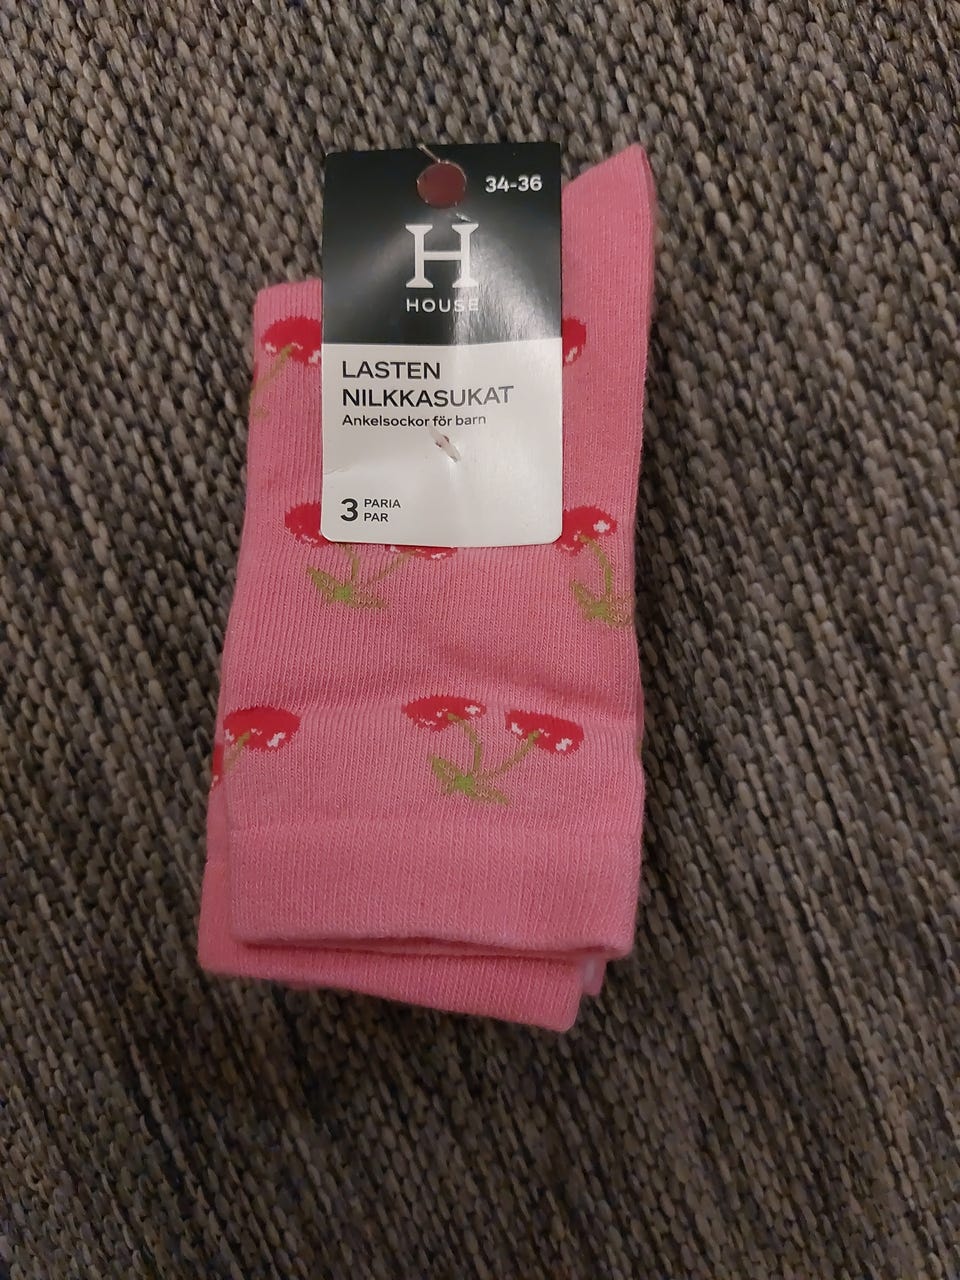 34-36
H
HOUSE
LASTEN
NILKKASUKAT
Ankelsockor för barn
3 PARIA
PAR